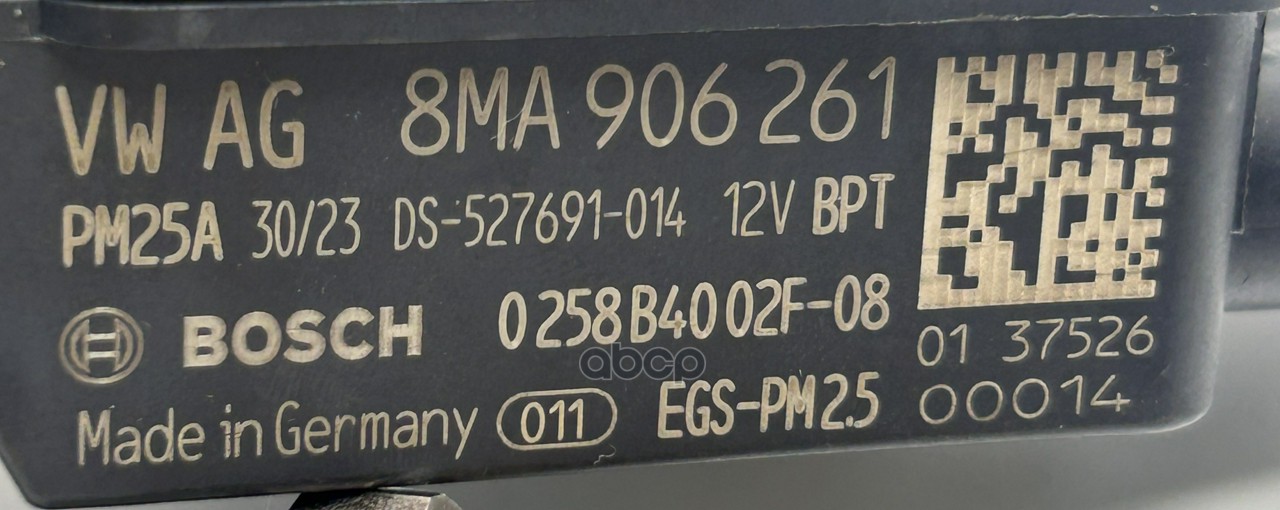 VW AG 8MA 906 261
PM25A 30/23 DS-527691-014 12V BPT
BOSCH 0 258 B40 02F-08
abcp
01 37526
Made in Germany 011 EGS-PM2.5
00014